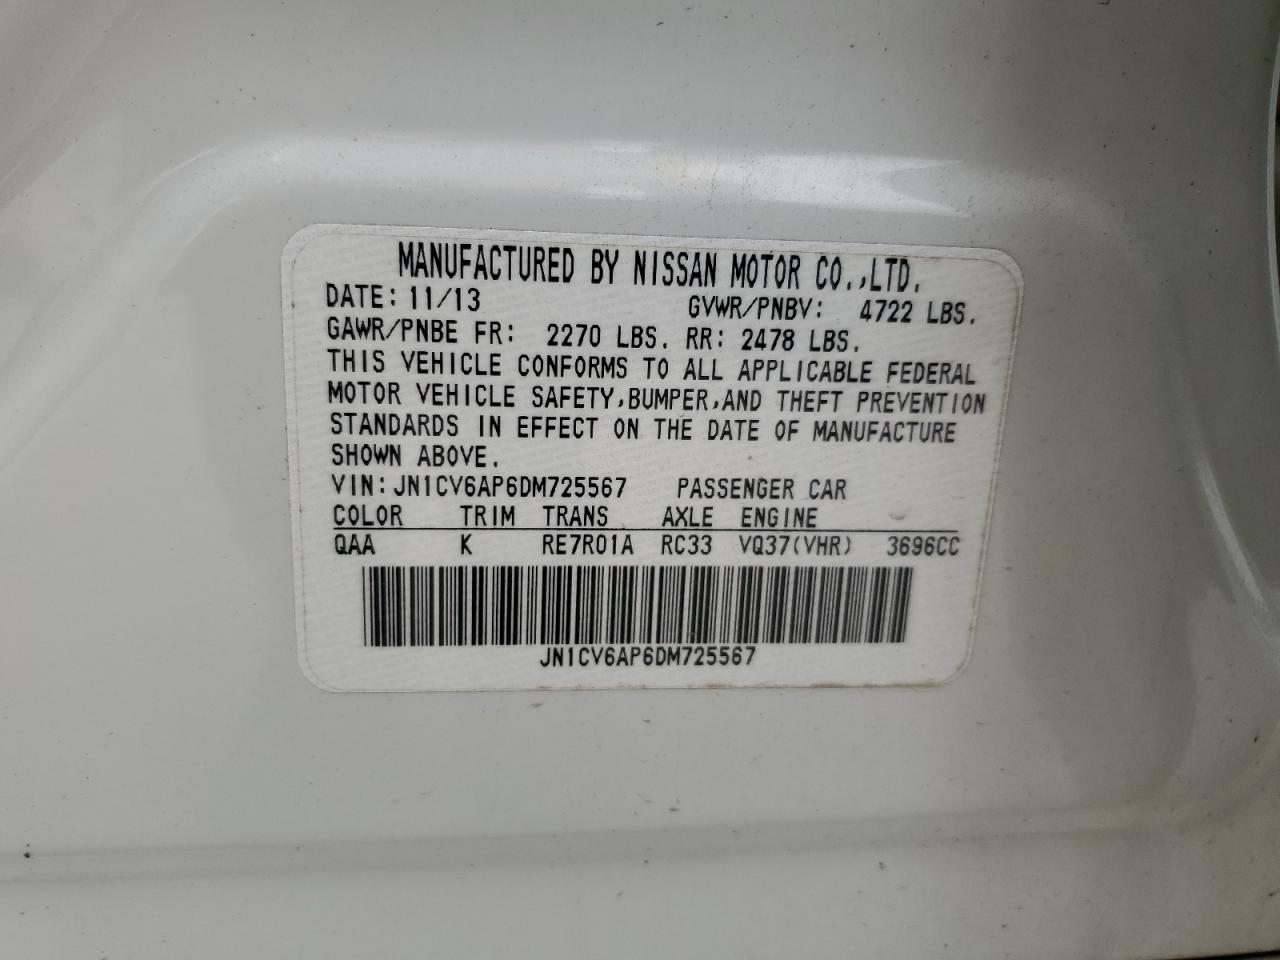 MANUFACTURED BY NISSAN MOTOR CO.,LTD.
DATE: 11/13 GVWR/PNBV: 4722 LBS.
GAWR/PNBE FR: 2270 LBS. RR: 2478 LBS.
THIS VEHICLE CONFORMS TO ALL APPLICABLE FEDERAL
MOTOR VEHICLE SAFETY,BUMPER,AND THEFT PREVENTION
STANDARDS IN EFFECT ON THE DATE OF MANUFACTURE
SHOWN ABOVE.
VIN: JN1CV6AP6DM725567 PASSENGER CAR
COLOR TRIM TRANS AXLE ENGINE
QAA K RE7R01A RC33 VQ37(VHR) 3696CC
JN1CV6AP6DM725567